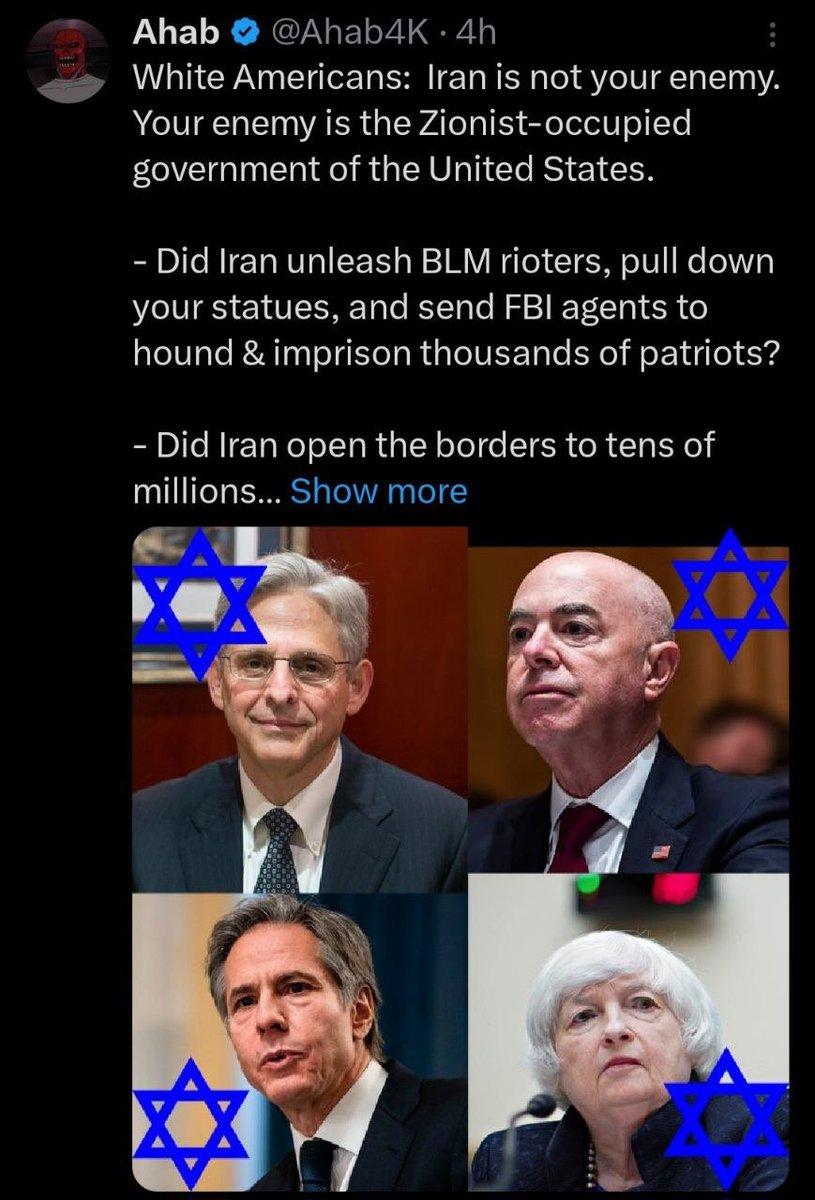 Ahab @Ahab4K · 4h
White Americans:  Iran is not your enemy.
Your enemy is the Zionist-occupied
government of the United States.
- Did Iran unleash BLM rioters, pull down
your statues, and send FBI agents to
hound & imprison thousands of patriots?
- Did Iran open the borders to tens of
millions... Show more